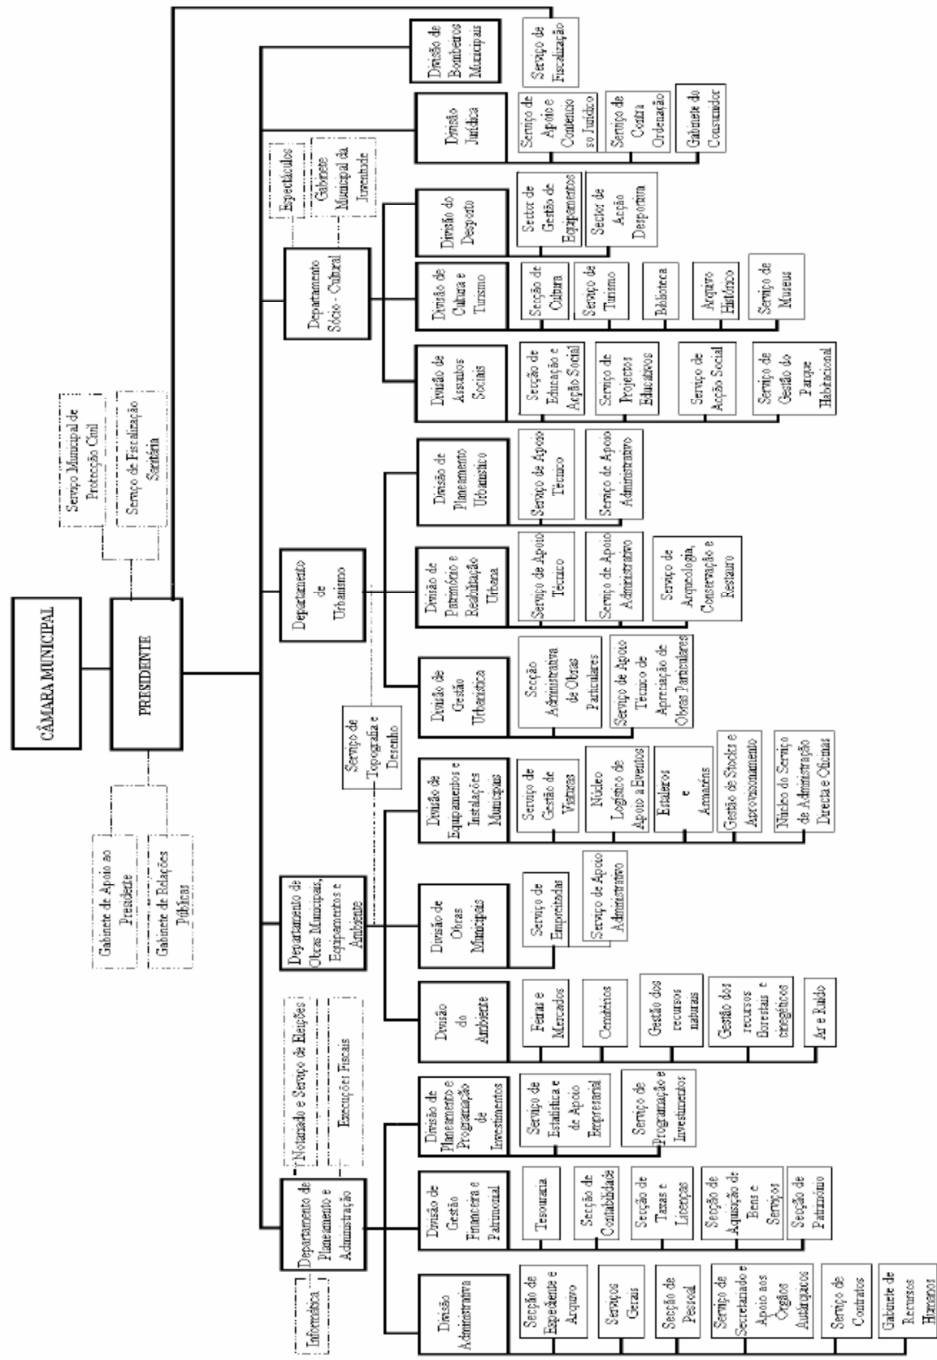 CÂMARA MUNICIPAL
PRESIDENTE
Gabinete de Apoio ao
Presidente
Gabinete de Relações
Públicas
Serviço Municipal de
Protecção Civil
Serviço de Fiscalização
Sanitária
Informática
Departamento de
Planeamento e
Administração
Notariado e Serviço de Eleições
Execuções Fiscais
Departamento de
Obras Municipais,
Equipamentos e
Ambiente
Serviço de
Topografia e
Desenho
Departamento
de
Urbanismo
Departamento
Sócio - Cultural
Espectáculos
Gabinete
Municipal da
Juventude
Divisão
Administrativa
Secção de
Expediente e
Arquivo
Serviços
Gerais
Secção de
Pessoal
Serviço de
Secretariado e
Apoio aos
Orgãos
Autárquicos
Serviço de
Contratos
Gabinete de
Recursos
Humanos
Divisão de
Gestão
Financeira e
Patrimonial
Tesouraria
Secção de
Contabilidade
Secção de
Taxas e
Licenças
Secção de
Aquisição de
Bens e
Serviços
Secção de
Património
Divisão de
Planeamento e
Programação
de
Investimentos
Serviço de
Estatística e
de Apoio
Empresarial
Serviço de
Programação e
Investimentos
Divisão
do
Ambiente
Feiras e
Mercados
Cemitérios
Gestão dos
recursos
naturais
Gestão dos
recursos
florestais e
cinegéticos
Ar e Ruído
Divisão de
Obras
Municipais
Serviço de
Empreitadas
Serviço de Apoio
Administrativo
Divisão de
Equipamentos e
Instalações
Municipais
Serviço de
Gestão de
Viaturas
Núcleo
Logístico de
Apoio a Eventos
Estaleiros
e
Armazéns
Gestão de Stocks e
Aprovisionamento
Núcleo do Serviço
de Administração
Directa e Oficinas
Divisão de
Gestão
Urbanística
Secção
Administrativa
de Obras
Particulares
Serviço de Apoio
Técnico de
Apreciação de
Obras Particulares
Divisão de
Património e
Reabilitação
Urbana
Serviço de Apoio
Técnico
Serviço de Apoio
Administrativo
Serviço de
Arqueologia,
Conservação e
Restauro
Divisão de
Planeamento
Urbanístico
Serviço de Apoio
Técnico
Serviço de Apoio
Administrativo
Divisão de
Assuntos
Sociais
Secção de
Educação e
Acção Social
Serviço de
Projectos
Educativos
Serviço de
Acção Social
Serviço de
Gestão do
Parque
Habitacional
Divisão de
Cultura e
Turismo
Secção de
Cultura
Serviço de
Turismo
Biblioteca
Arquivo
Histórico
Serviço de
Museus
Divisão do
Desporto
Sector de
Gestão de
Equipamentos
Sector de
Acção
Desportiva
Divisão
Jurídica
Serviço de
Apoio e
Contencio
so Jurídico
Serviço de
Contra
Ordenação
Gabinete do
Consumidor
Divisão de
Bombeiros
Municipais
Serviço de
Fiscalização